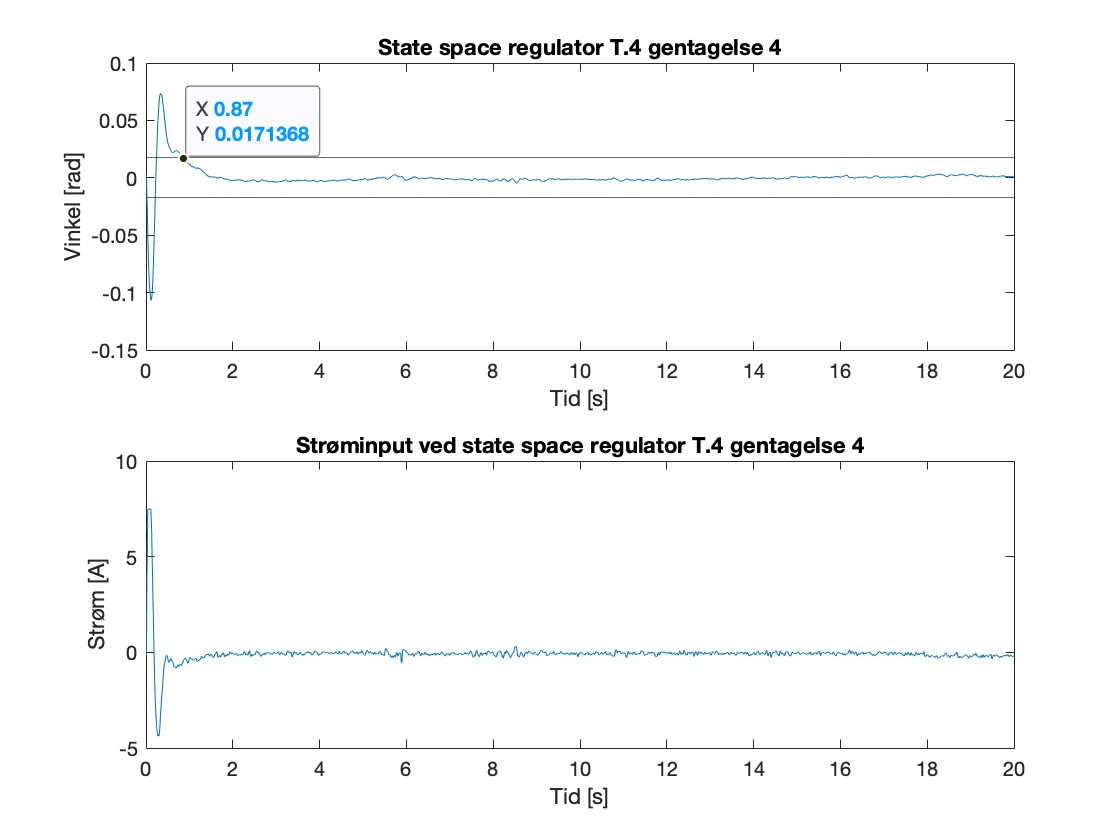 State space regulator T.4 gentagelse 4
0.1
0.05
0
-0.05
-0.1
-0.15
Vinkel [rad]
X 0.87
Y 0.0171368
0 2 4 6 8 10 12 14 16 18 20
Tid [s]
Strøminput ved state space regulator T.4 gentagelse 4
10
5
0
-5
Strøm [A]
0 2 4 6 8 10 12 14 16 18 20
Tid [s]